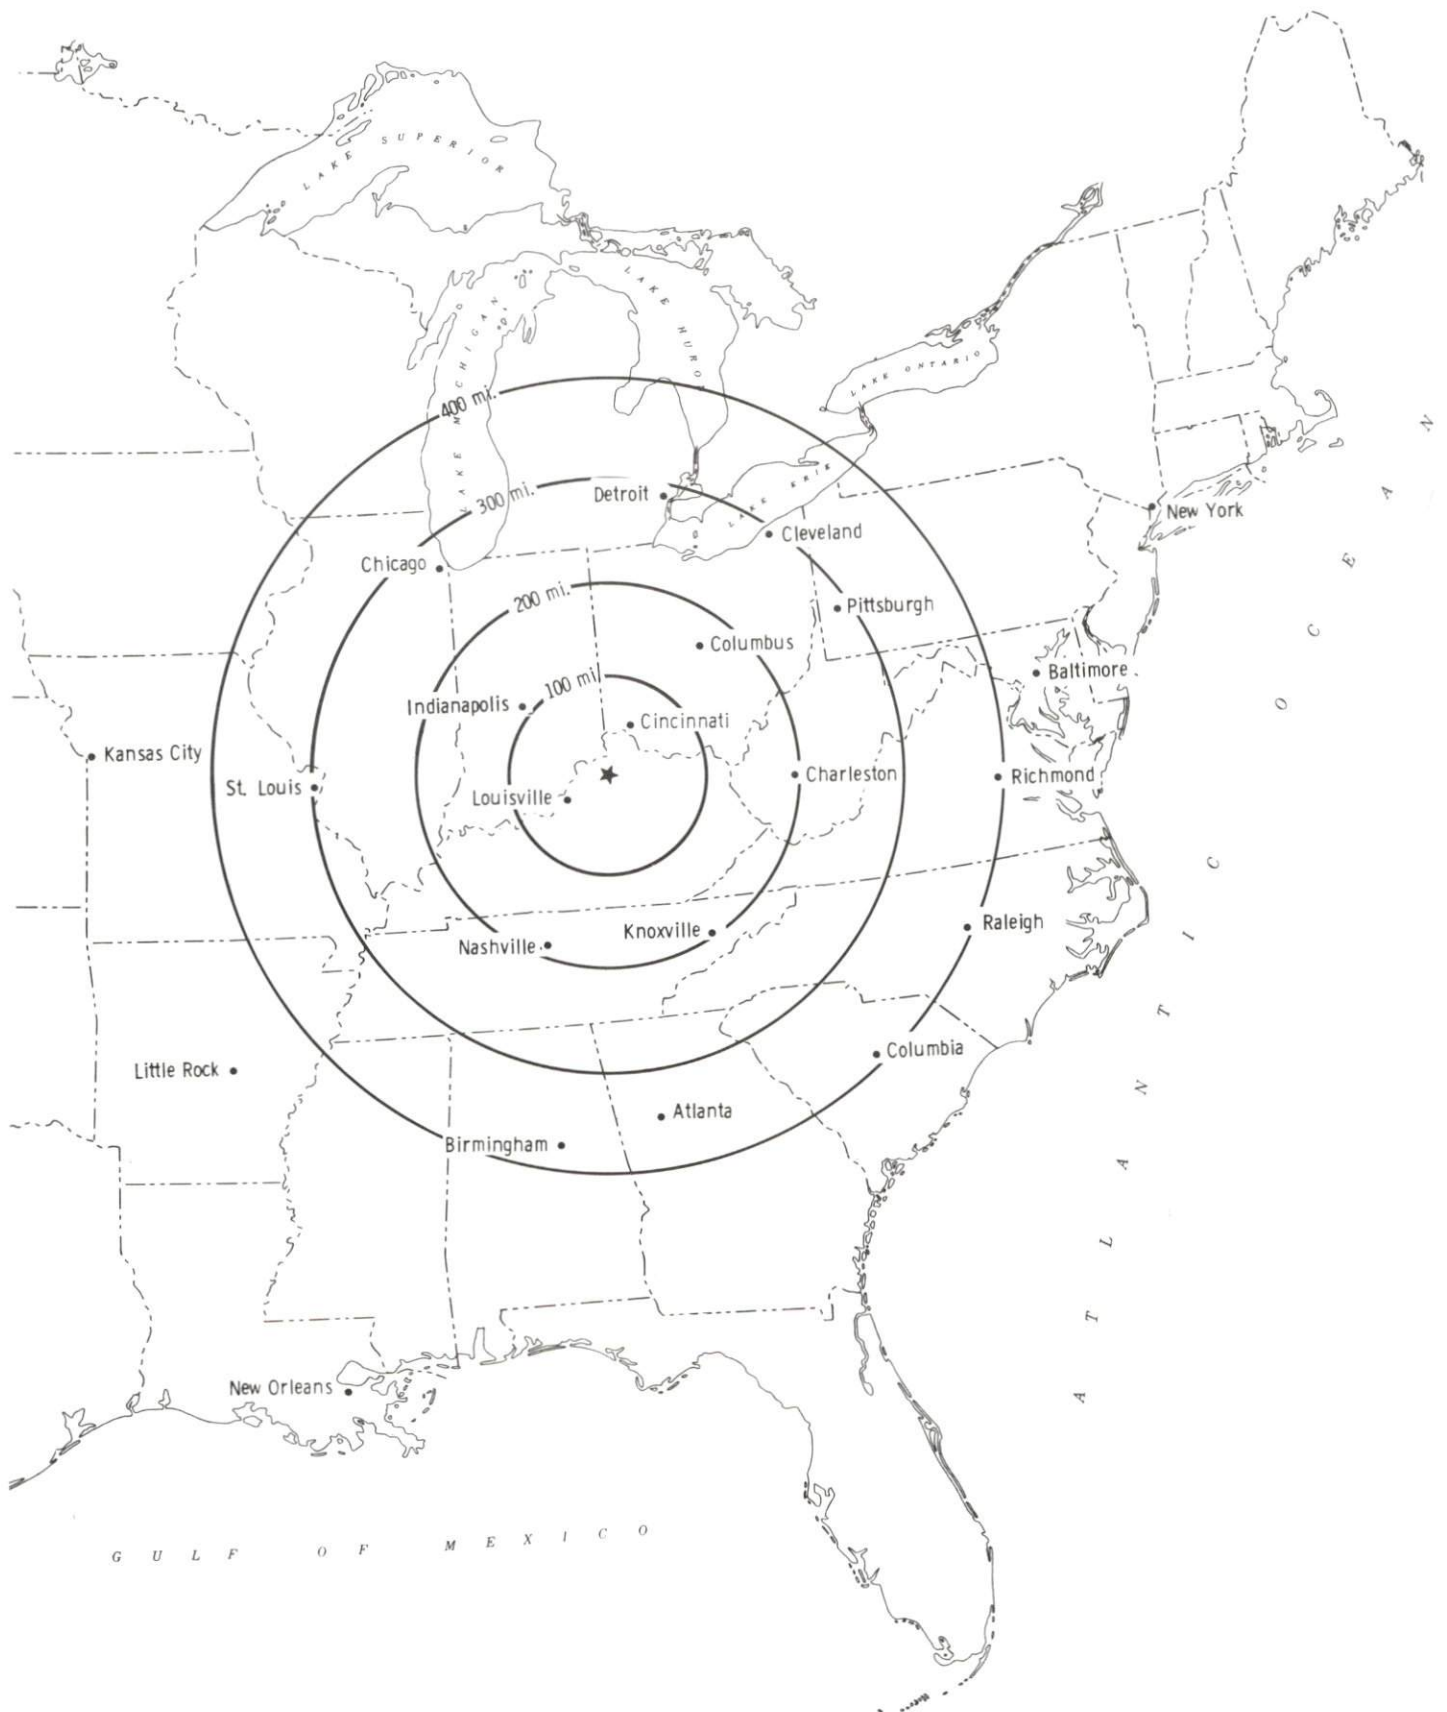 LAKE SUPERIOR
LAKE MICHIGAN
LAKE HURO
LAKE ONTARIO
LAKE ERIE
400 mi.
300 mi.
Detroit
New York
Cleveland
Chicago
200 mi.
Pittsburgh
Columbus
Baltimore
100 mi.
Indianapolis
Cincinnati
Kansas City
St. Louis
Charleston
Richmond
Louisville
Raleigh
Knoxville
Nashville
Columbia
Little Rock
Atlanta
Birmingham
New Orleans
ATLANTIC OCEAN
GULF OF MEXICO